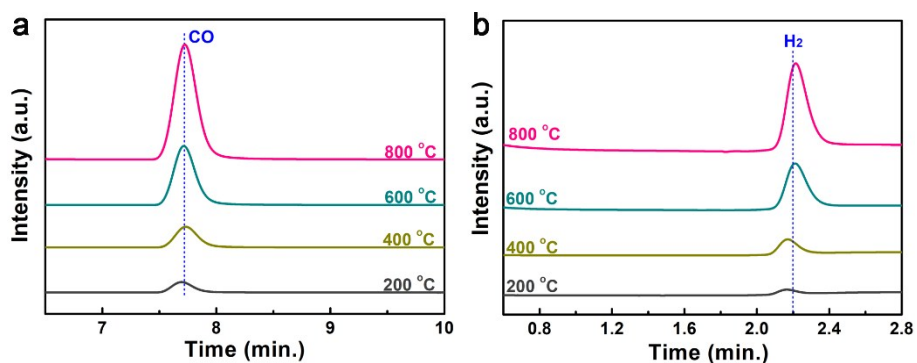 a
CO
800 °C
600 °C
400 °C
200 °C
Intensity (a.u.)
7 8 9 10
Time (min.)
b
H₂
800 °C
600 °C
400 °C
200 °C
Intensity (a.u.)
0.8 1.2 1.6 2.0 2.4 2.8
Time (min.)